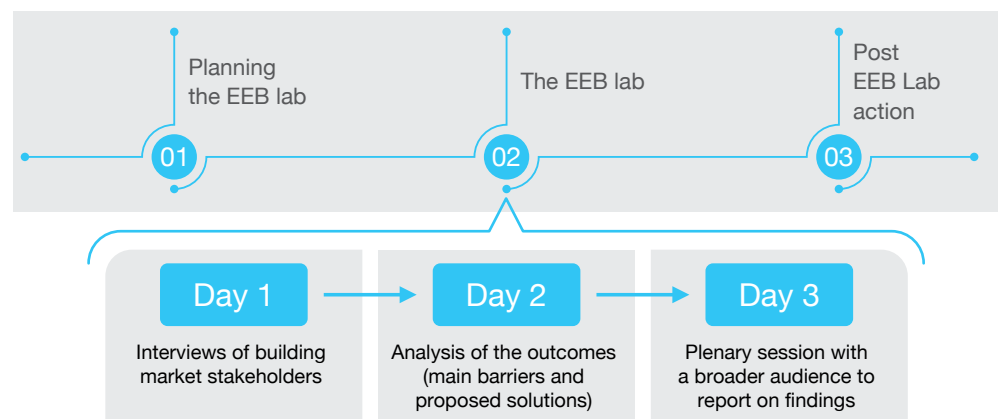 Planning
the EEB lab
The EEB lab
Post
EEB Lab
action
01
02
03
Day 1
Day 2
Day 3
Interviews of building
market stakeholders
Analysis of the outcomes
(main barriers and
proposed solutions)
Plenary session with
a broader audience to
report on findings